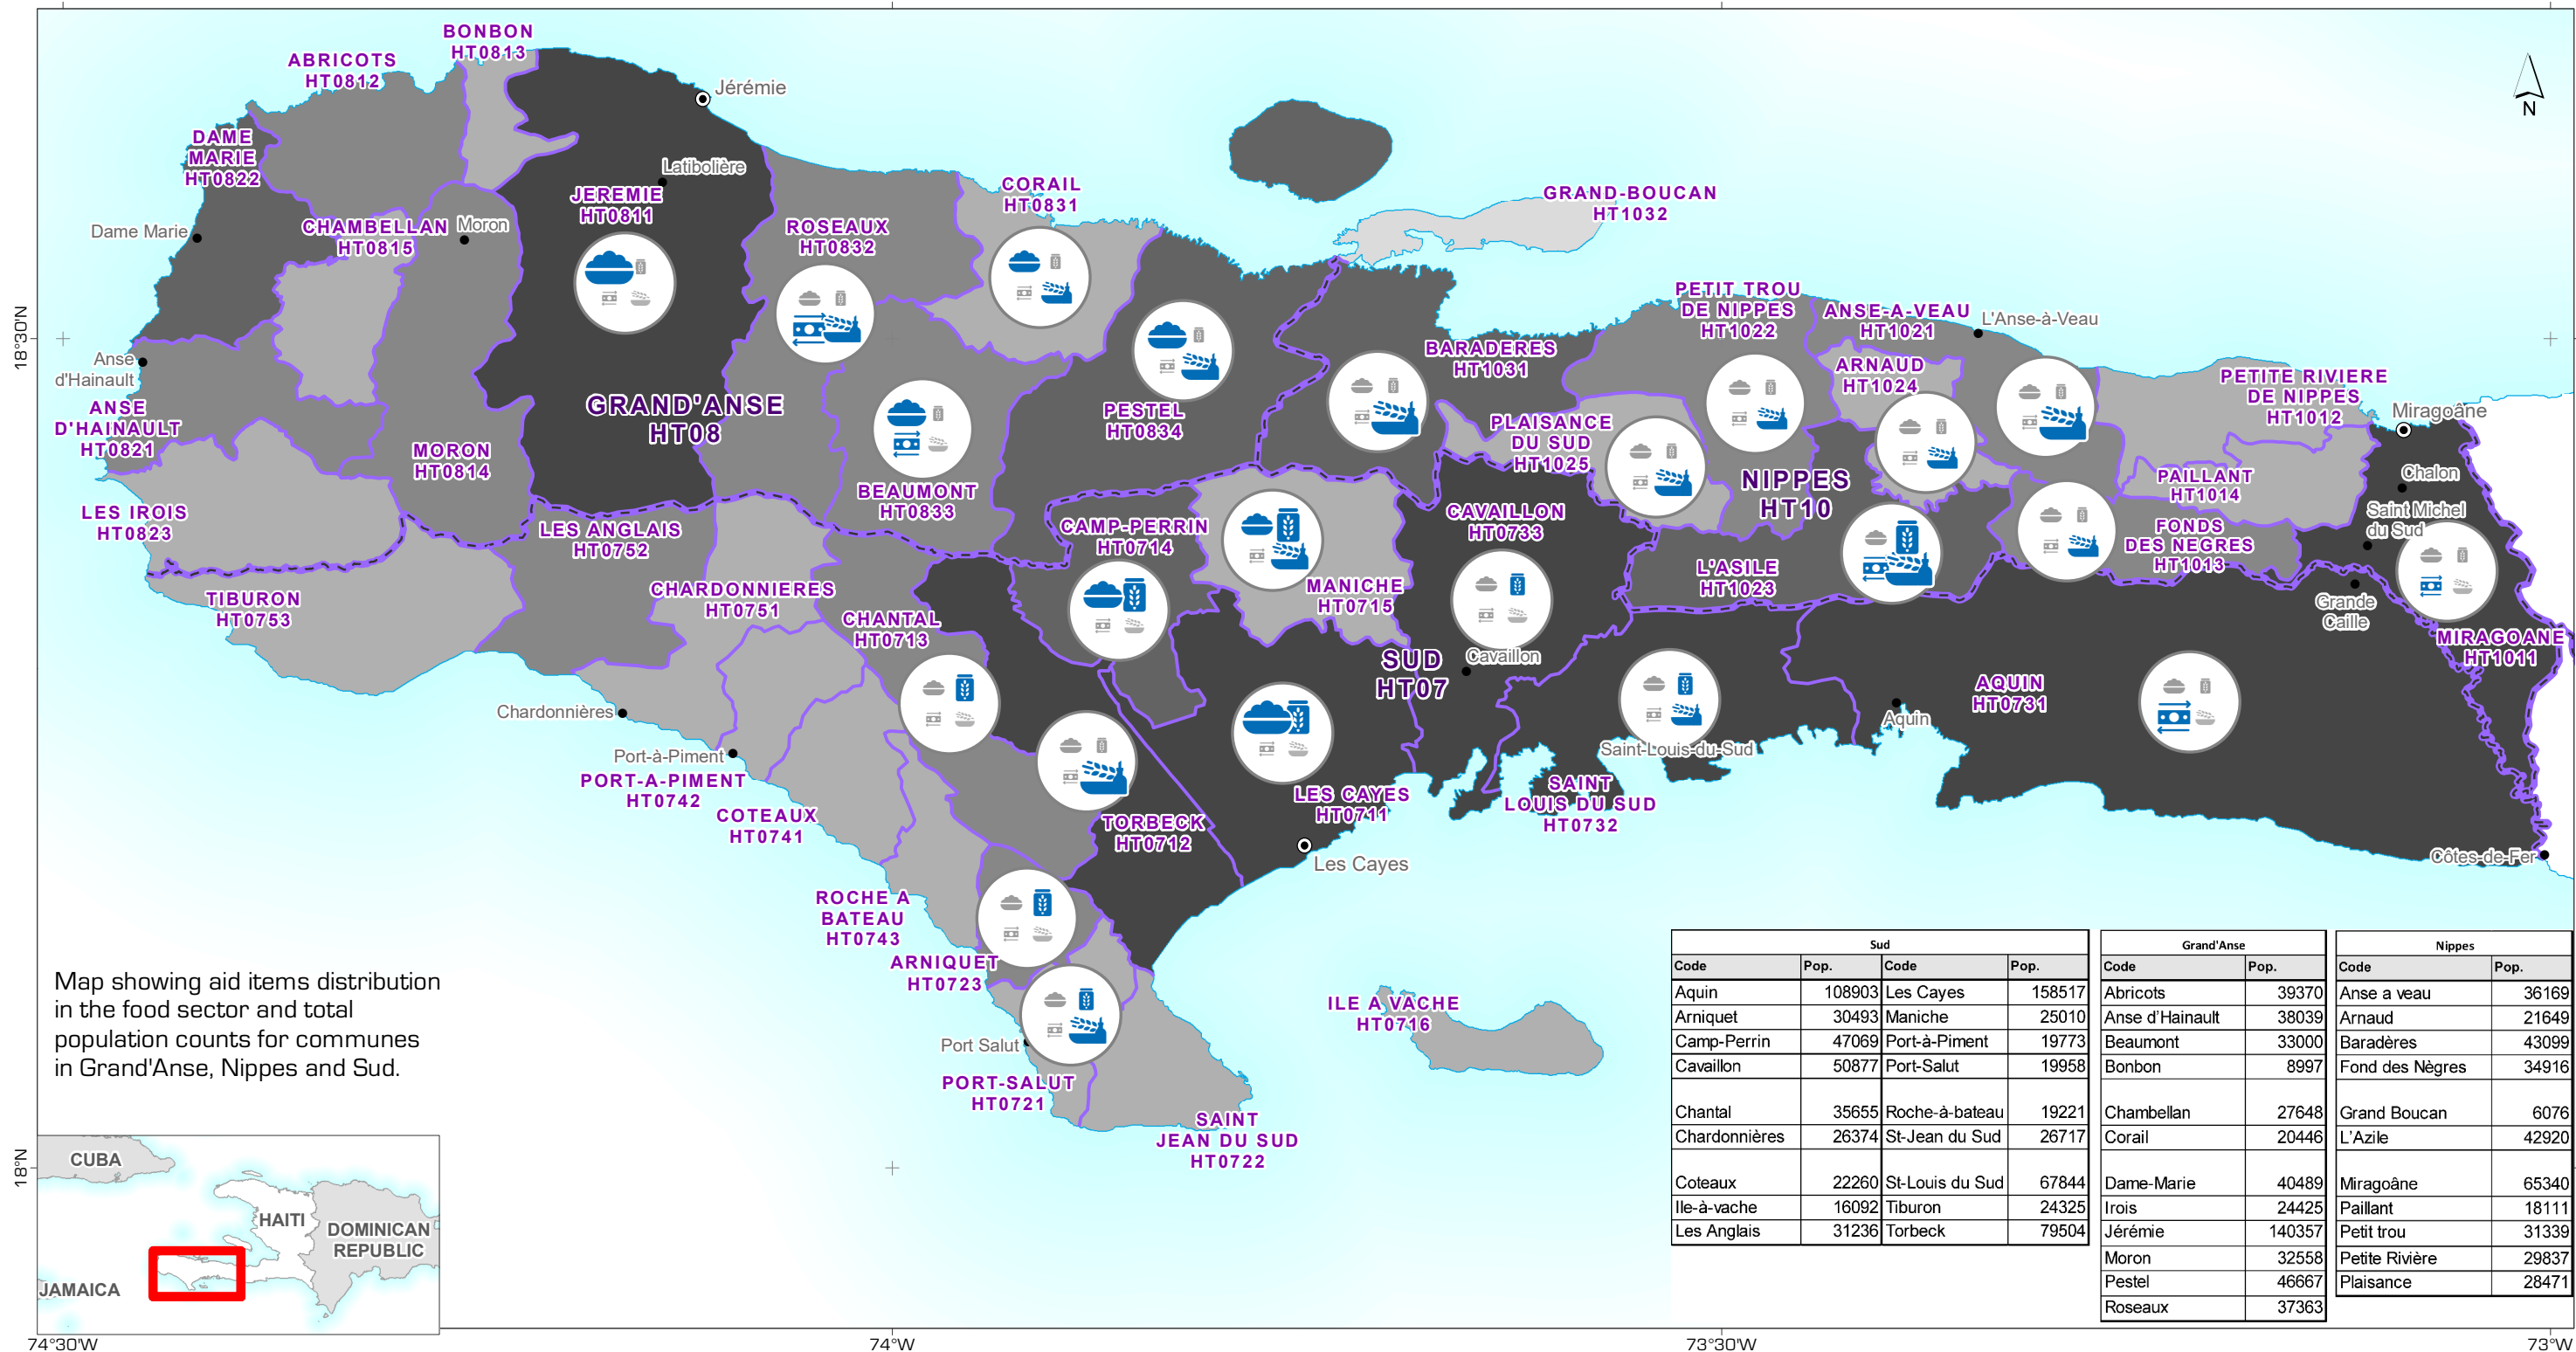 BONBON
HT0813
ABRICOTS
HT0812
Jérémie
N
DAME
MARIE
HT0822
Latibolière
JEREMIE
HT0811
CORAIL
HT0831
GRAND-BOUCAN
HT1032
Dame Marie
CHAMBELLAN
HT0815
Moron
ROSEAUX
HT0832
18°30'N
PETIT TROU
DE NIPPES
HT1022
ANSE-A-VEAU
HT1021
L'Anse-à-Veau
Anse
d'Hainault
BARADERES
HT1031
ARNAUD
HT1024
PETITE RIVIERE
DE NIPPES
HT1012
Miragoâne
ANSE
D'HAINAULT
HT0821
GRAND'ANSE
HT08
PESTEL
HT0834
PLAISANCE
DU SUD
HT1025
MORON
HT0814
NIPPES
HT10
PAILLANT
HT1014
Chalon
BEAUMONT
HT0833
LES IROIS
HT0823
LES ANGLAIS
HT0752
CAMP-PERRIN
HT0714
CAVAILLON
HT0733
Saint Michel
du Sud
FONDS
DES NEGRES
HT1013
L'ASILE
HT1023
MANICHE
HT0715
TIBURON
HT0753
CHARDONNIERES
HT0751
CHANTAL
HT0713
Grande
Caille
MIRAGOANE
HT1011
SUD
HT07
Cavaillon
AQUIN
HT0731
Aquin
Chardonnières
Port-à-Piment
PORT-A-PIMENT
HT0742
Saint-Louis-du-Sud
SAINT
LOUIS DU SUD
HT0732
LES CAYES
HT0711
COTEAUX
HT0741
TORBECK
HT0712
Les Cayes
Côtes-de-Fer
ROCHE A
BATEAU
HT0743
ARNIQUET
HT0723
ILE A VACHE
HT0716
Port Salut
PORT-SALUT
HT0721
SAINT
JEAN DU SUD
HT0722
Map showing aid items distribution
in the food sector and total
population counts for communes
in Grand'Anse, Nippes and Sud.
18°N
CUBA
HAITI
DOMINICAN
REPUBLIC
JAMAICA
Sud
Code Pop. Code Pop.
Aquin 108903 Les Cayes 158517
Arniquet 30493 Maniche 25010
Camp-Perrin 47069 Port-à-Piment 19773
Cavaillon 50877 Port-Salut 19958
Chantal 35655 Roche-à-bateau 19221
Chardonnières 26374 St-Jean du Sud 26717
Coteaux 22260 St-Louis du Sud 67844
Ile-à-vache 16092 Tiburon 24325
Les Anglais 31236 Torbeck 79504
Grand'Anse
Code Pop.
Abricots 39370
Anse d'Hainault 38039
Beaumont 33000
Bonbon 8997
Chambellan 27648
Corail 20446
Dame-Marie 40489
Irois 24425
Jérémie 140357
Moron 32558
Pestel 46667
Roseaux 37363
Nippes
Code Pop.
Anse a veau 36169
Arnaud 21649
Baradères 43099
Fond des Nègres 34916
Grand Boucan 6076
L'Azile 42920
Miragoâne 65340
Paillant 18111
Petit trou 31339
Petite Rivière 29837
Plaisance 28471
74°30'W
74°W
73°30'W
73°W